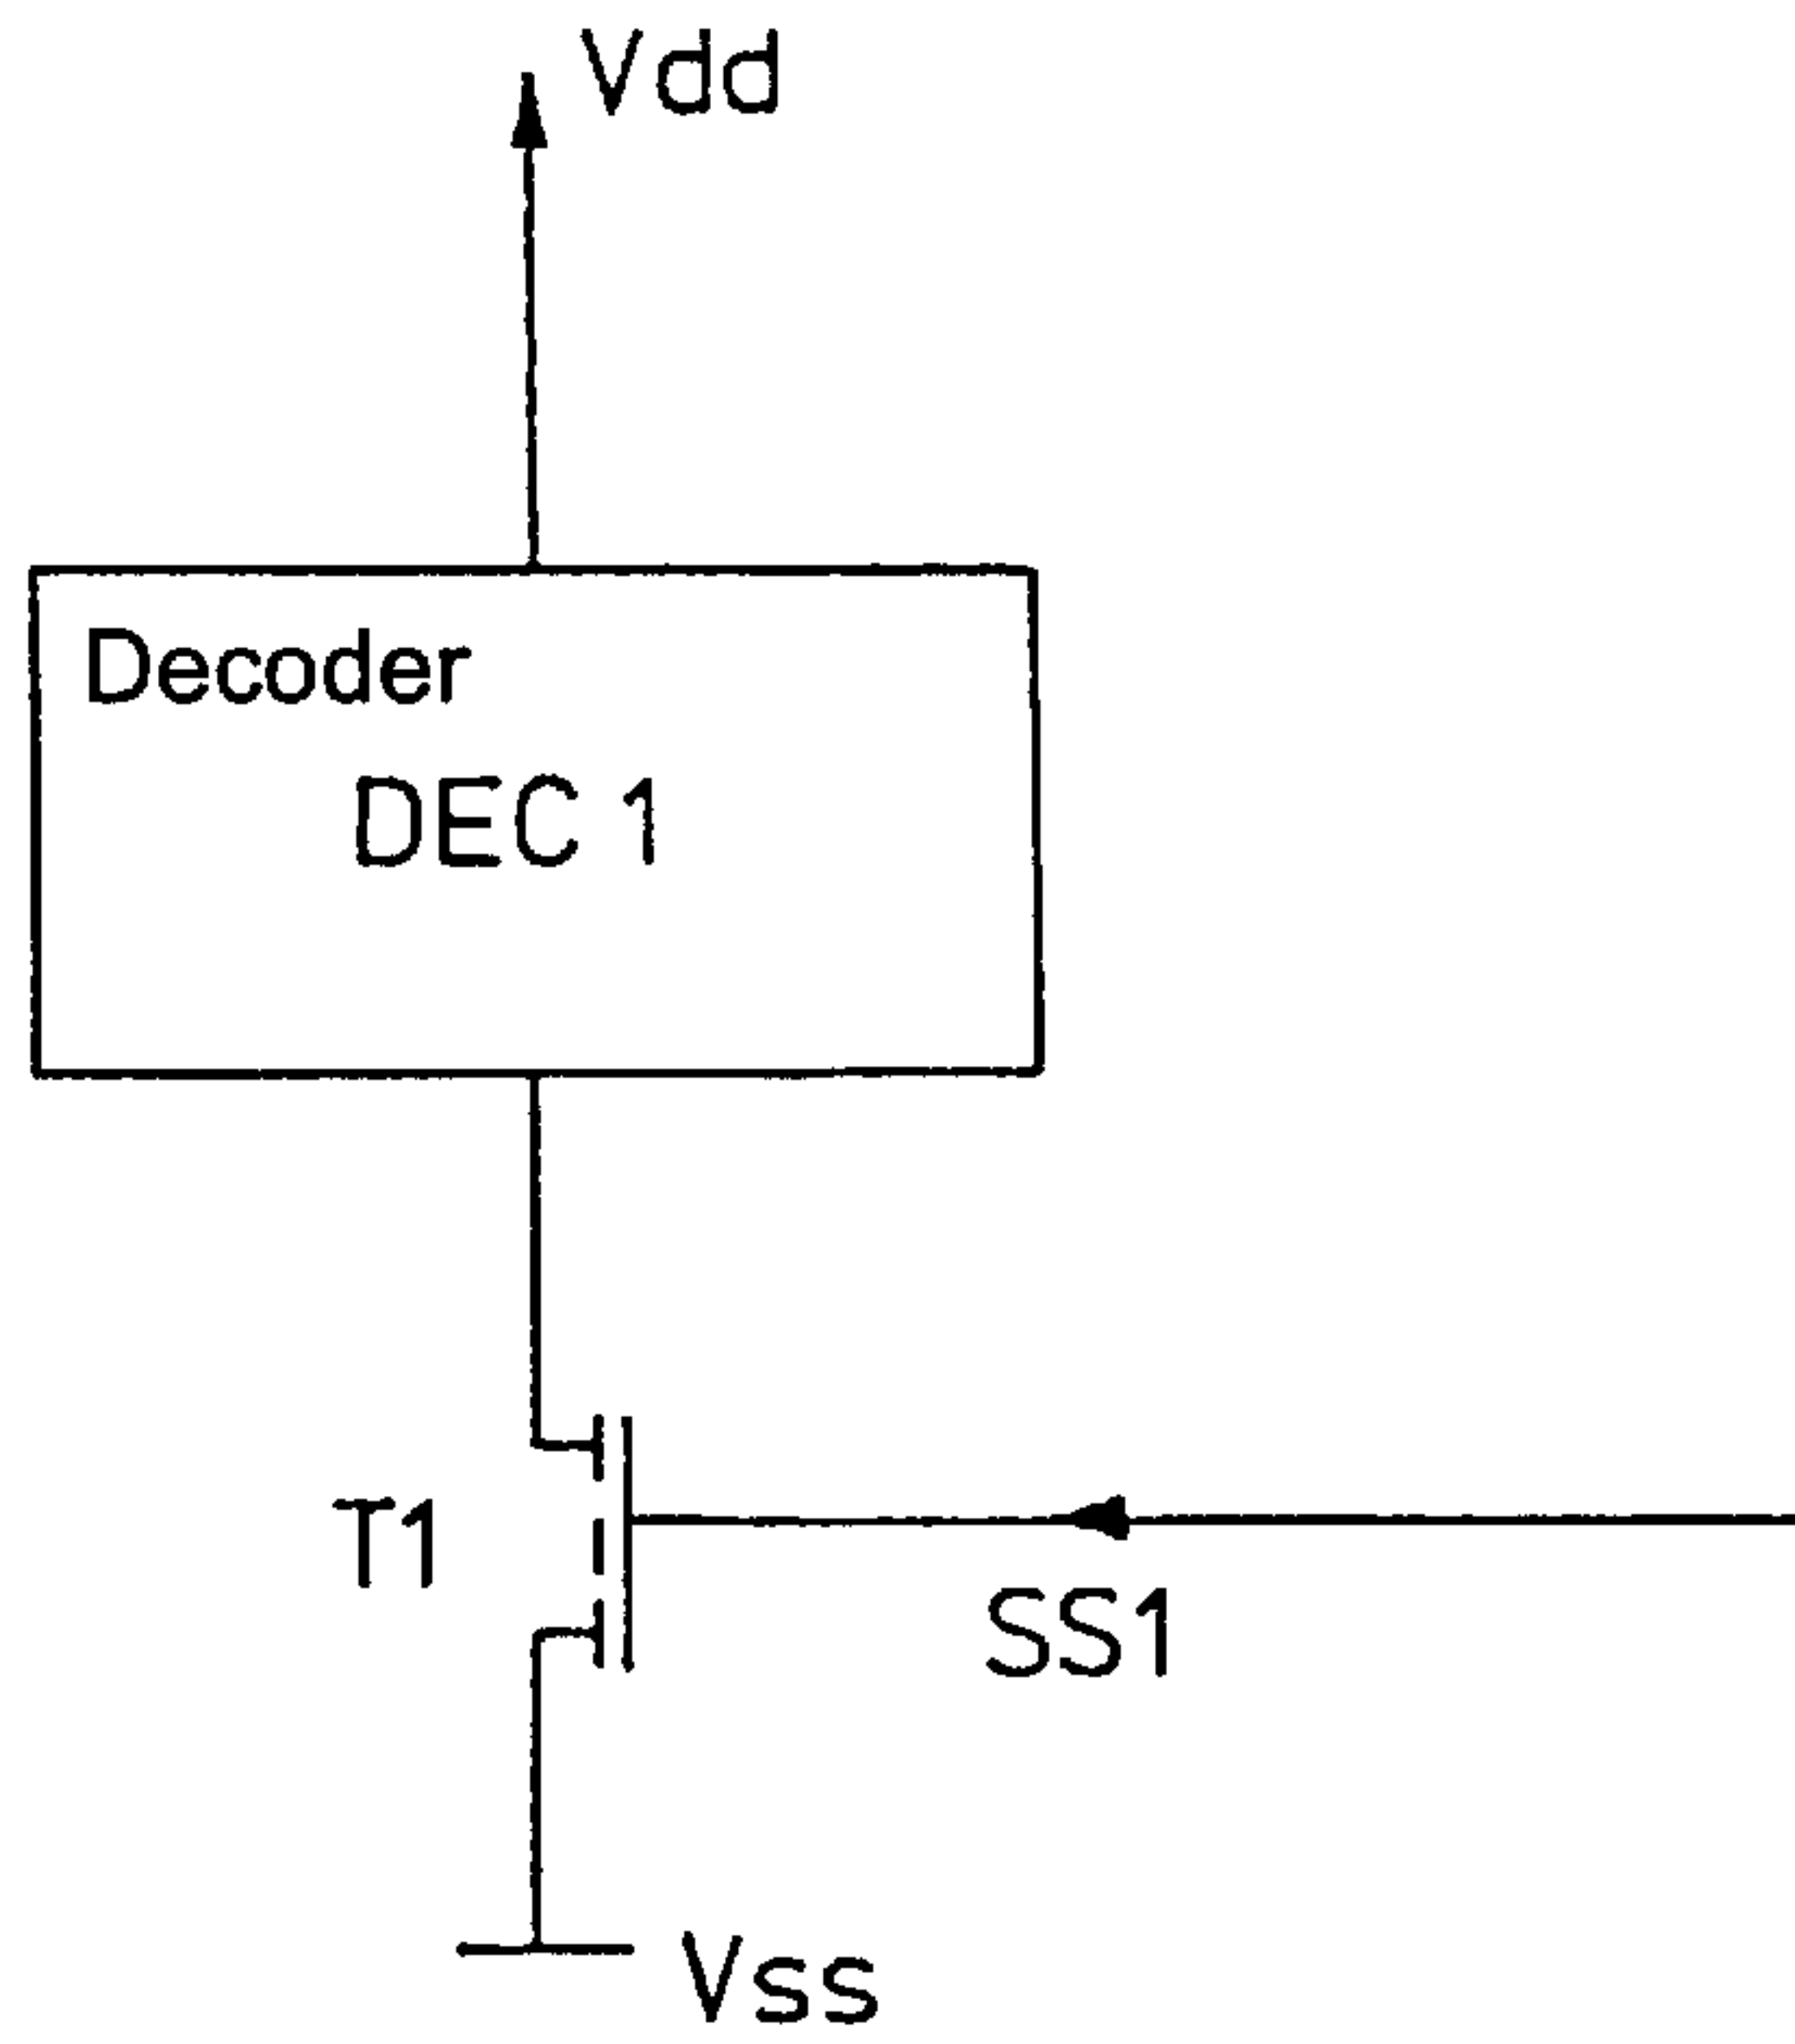 Vdd
Decoder
DEC 1
T1
SS1
Vss